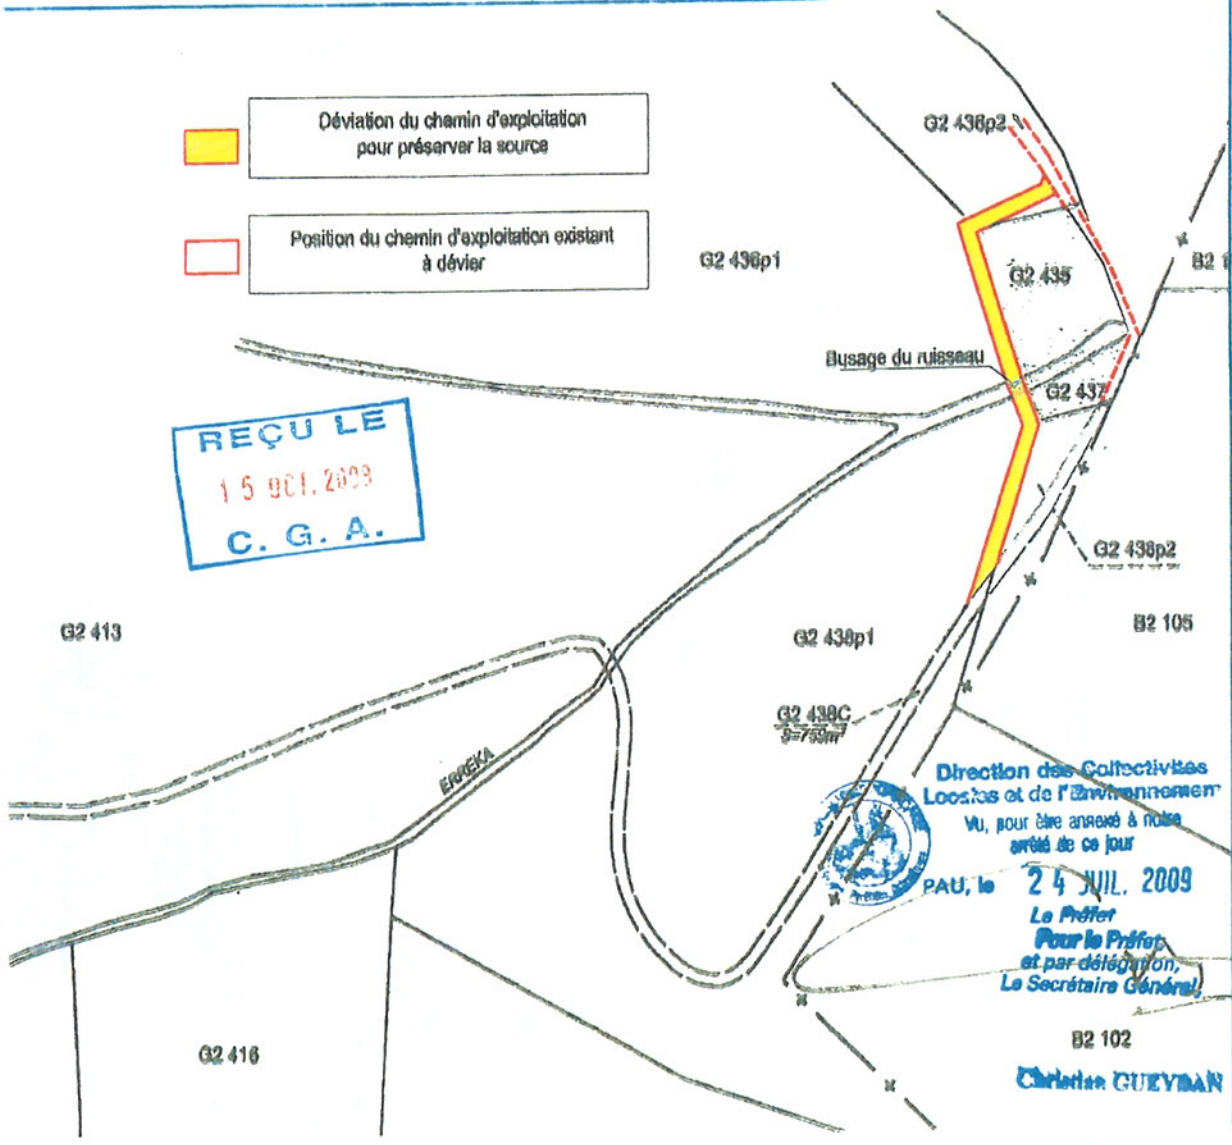 Déviation du chemin d'exploitation
pour préserver la source
Position du chemin d'exploitation existant
à dévier
G2 436p2
G2 436p1
G2 435
B2 1
Busage du ruisseau
G2 437
REÇU LE
15 OCT. 2009
C. G. A.
G2 438p2
G2 413
G2 438p1
B2 105
G2 438C
S=759m²
ERREKA
Direction des Collectivités
Locales et de l'Environnement
Vu, pour être annexé à notre
arrêté de ce jour
PAU, le 24 JUIL. 2009
Le Préfet
Pour le Préfet
et par délégation,
Le Secrétaire Général,
G2 416
B2 102
Christian GUEYDAN